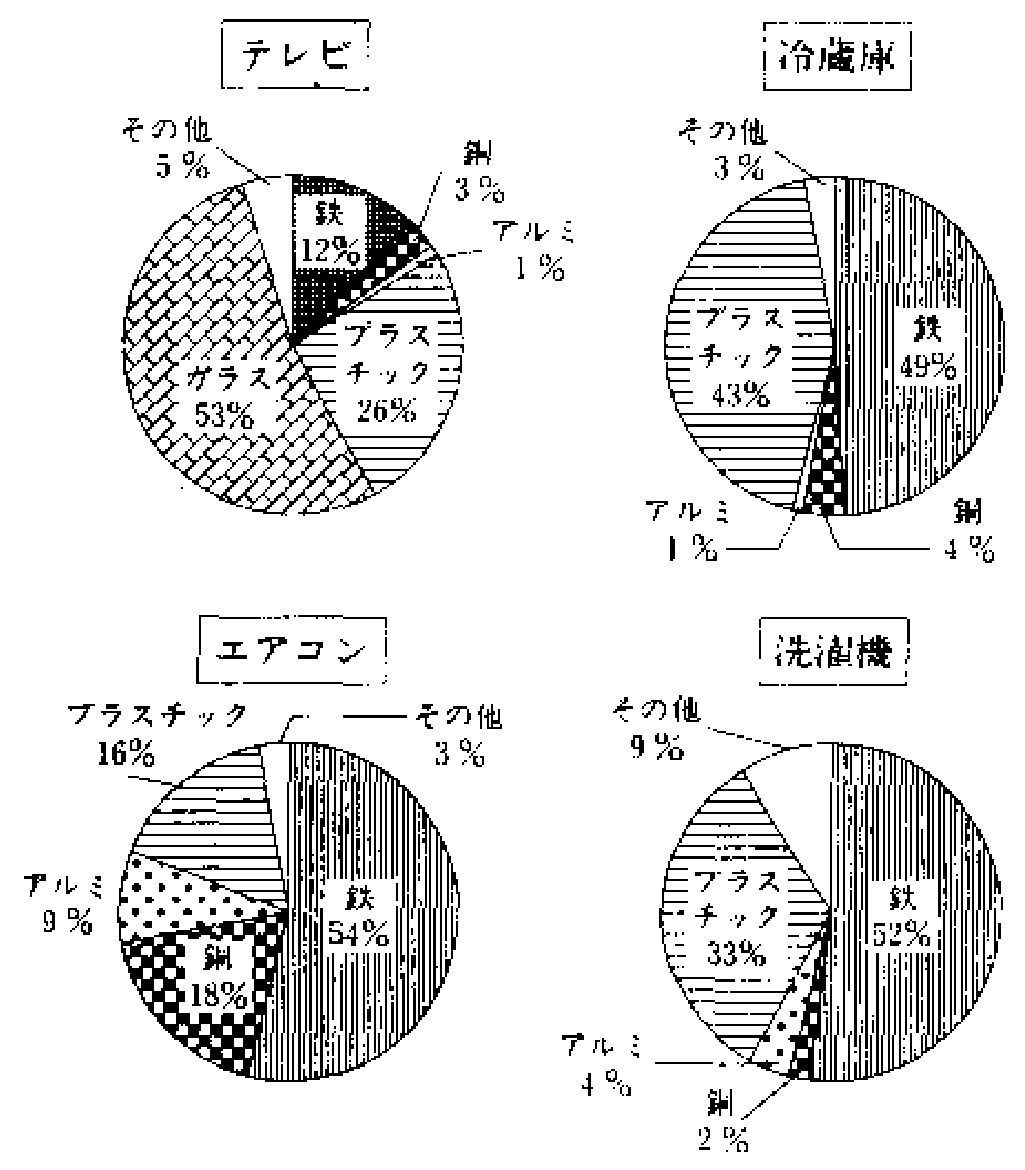 テレビ
その他
5%
銅
3%
アルミ
1%
鉄
12%
プラス
チック
26%
ガラス
53%
冷蔵庫
その他
3%
鉄
49%
プラス
チック
43%
アルミ
1%
銅
4%
エアコン
プラスチック
16%
その他
3%
アルミ
9%
鉄
54%
銅
18%
洗濯機
その他
9%
鉄
52%
プラス
チック
33%
アルミ
4%
銅
2%